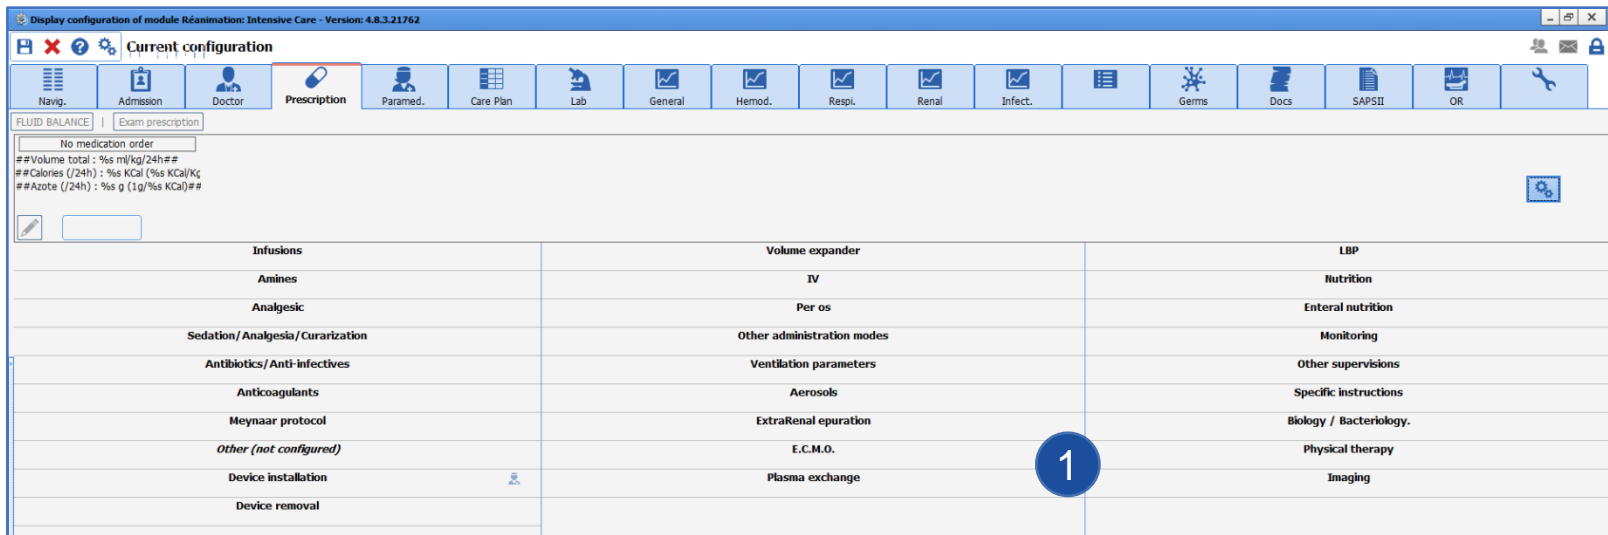 Display configuration of module Réanimation: Intensive Care - Version: 4.8.3.21762
Current configuration
Navig. Admission Doctor Prescription Paramed. Care Plan Lab General Hemod. Respi. Renal Infect. Germs Docs SAPSII OR
FLUID BALANCE | Exam prescription
No medication order
##Volume total : %s ml/kg/24h##
##Calories (/24h) : %s KCal (%s KCal/Kg
##Azote (/24h) : %s g (1g/%s KCal)##
Infusions Volume expander LBP
Amines IV Nutrition
Analgesic Per os Enteral nutrition
Sedation/Analgesia/Curarization Other administration modes Monitoring
Antibiotics/Anti-infectives Ventilation parameters Other supervisions
Anticoagulants Aerosols Specific instructions
Meynaar protocol ExtraRenal epuration Biology / Bacteriology.
Other (not configured) E.C.M.O. Physical therapy
1
Device installation Plasma exchange Imaging
Device removal